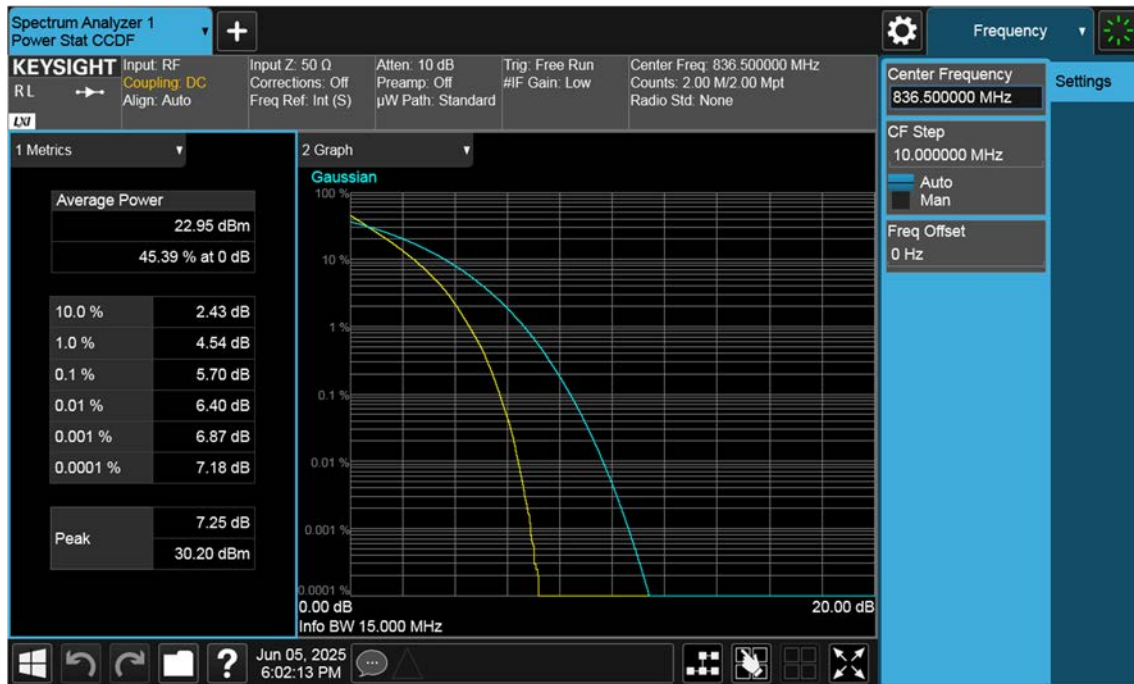 Spectrum Analyzer 1
Power Stat CCDF
Frequency
KEYSIGHT
RL
LXI
Input: RF
Coupling: DC
Align: Auto
Input Z: 50 Ω
Corrections: Off
Freq Ref: Int (S)
Atten: 10 dB
Preamp: Off
µW Path: Standard
Trig: Free Run
#IF Gain: Low
Center Freq: 836.500000 MHz
Counts: 2.00 M/2.00 Mpt
Radio Std: None
Center Frequency
836.500000 MHz
Settings
CF Step
10.000000 MHz
Auto
Man
Freq Offset
0 Hz
1 Metrics
Average Power
22.95 dBm
45.39 % at 0 dB
10.0 % 2.43 dB
1.0 % 4.54 dB
0.1 % 5.70 dB
0.01 % 6.40 dB
0.001 % 6.87 dB
0.0001 % 7.18 dB
Peak
7.25 dB
30.20 dBm
2 Graph
Gaussian
100 %
10 %
1 %
0.1 %
0.01 %
0.001 %
0.0001 %
0.00 dB 20.00 dB
Info BW 15.000 MHz
?
Jun 05, 2025
6:02:13 PM